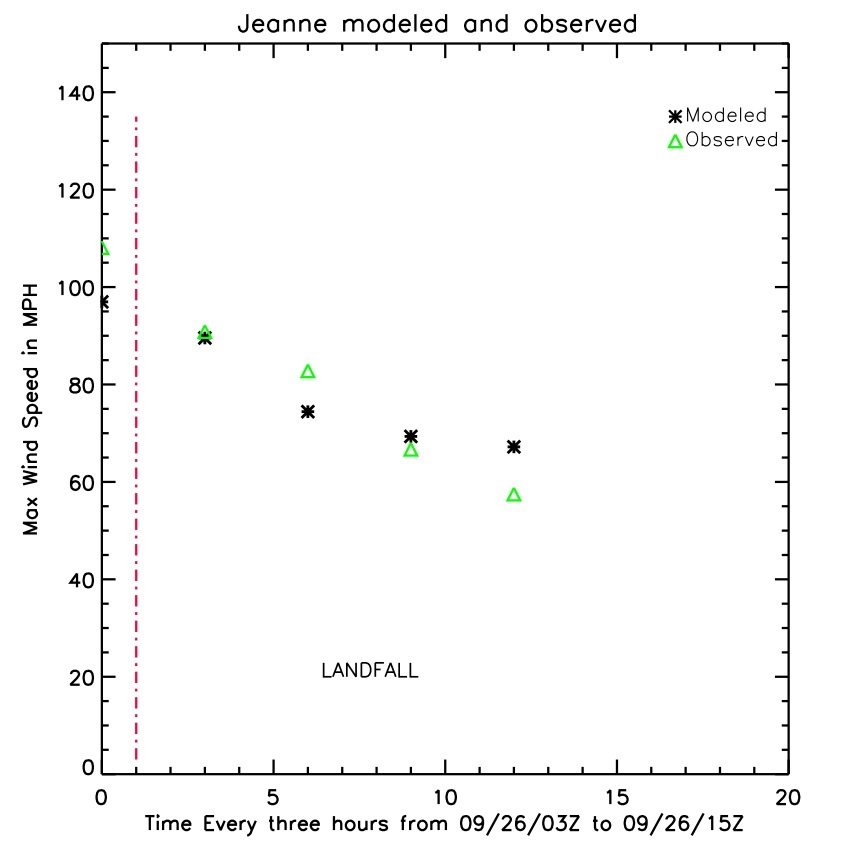 Jeanne modeled and observed
140
Modeled
Observed
120
100
80
60
40
20
0
Max Wind Speed in MPH
LANDFALL
0 5 10 15 20
Time Every three hours from 09/26/03Z to 09/26/15Z